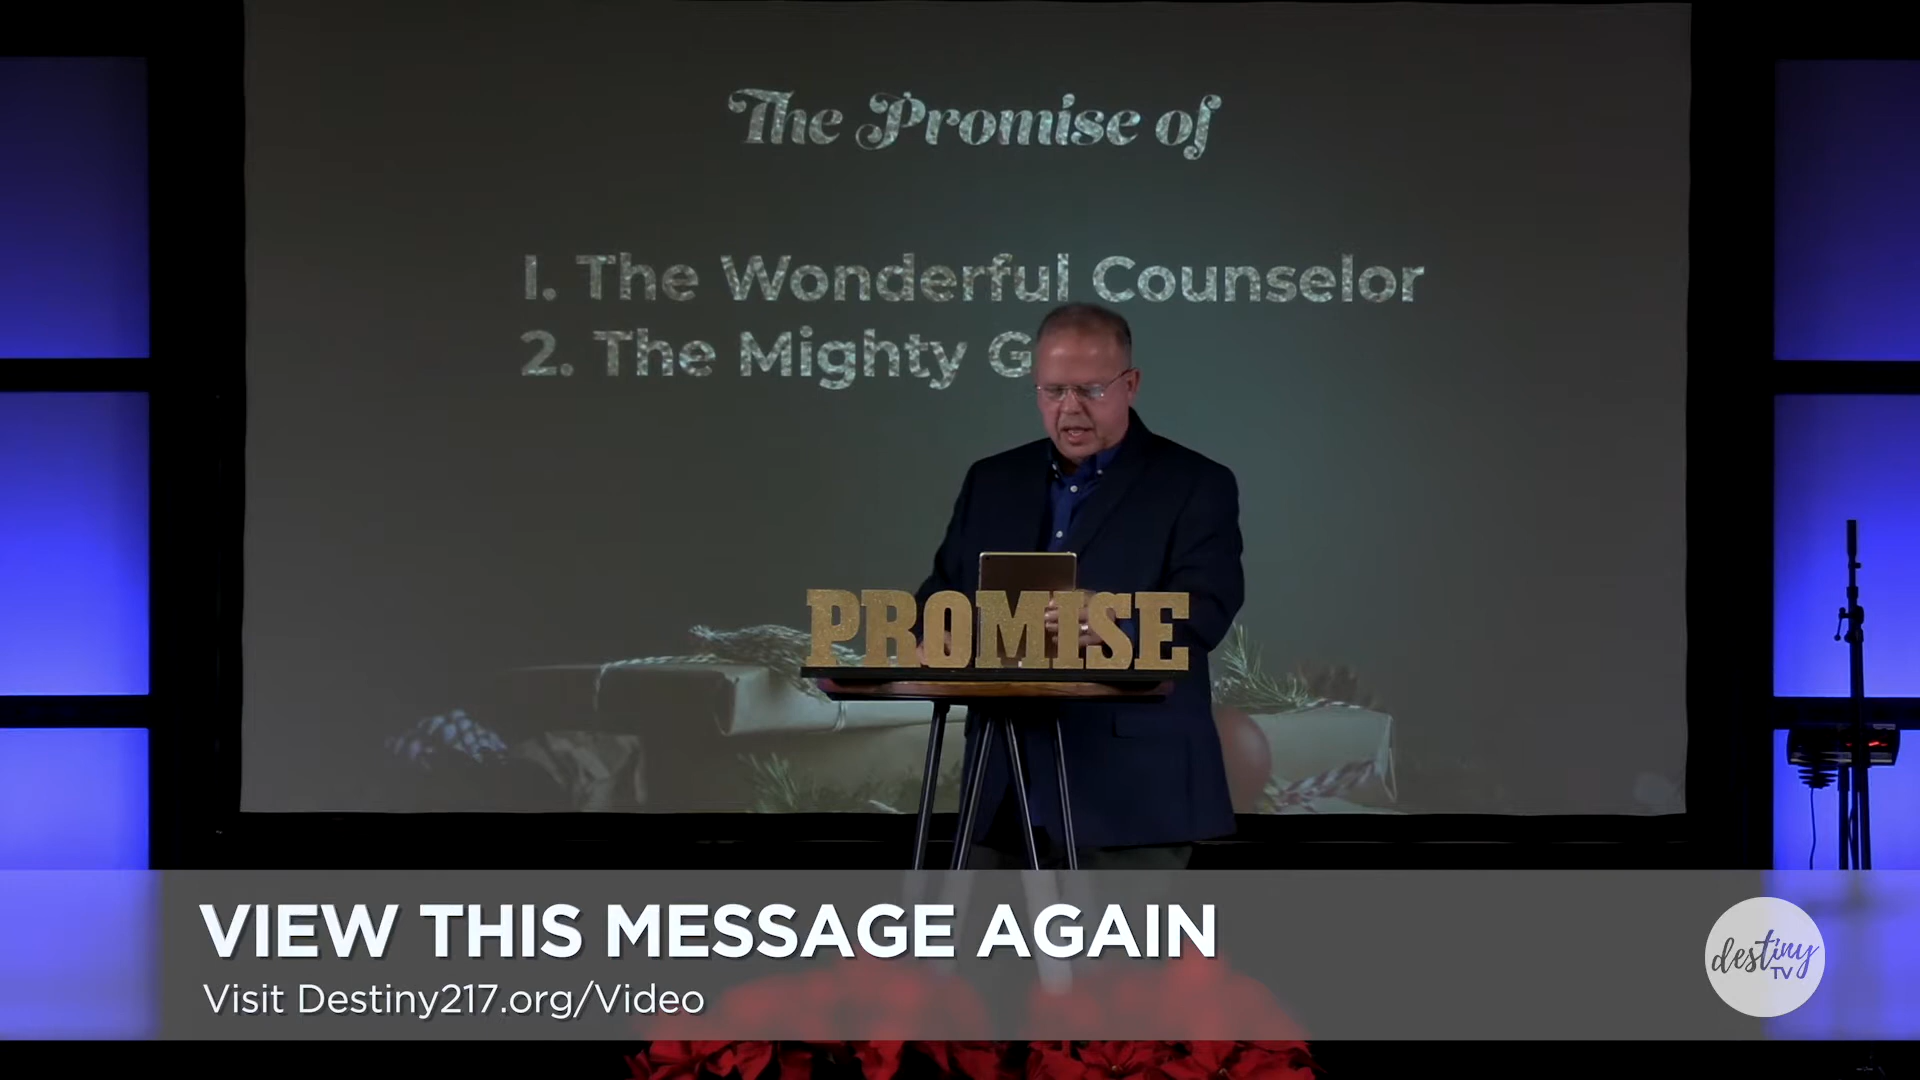 The Promise of
1. The Wonderful Counselor
2. The Mighty
PROMISE
VIEW THIS MESSAGE AGAIN
Visit Destiny217.org/Video
destiny
TV